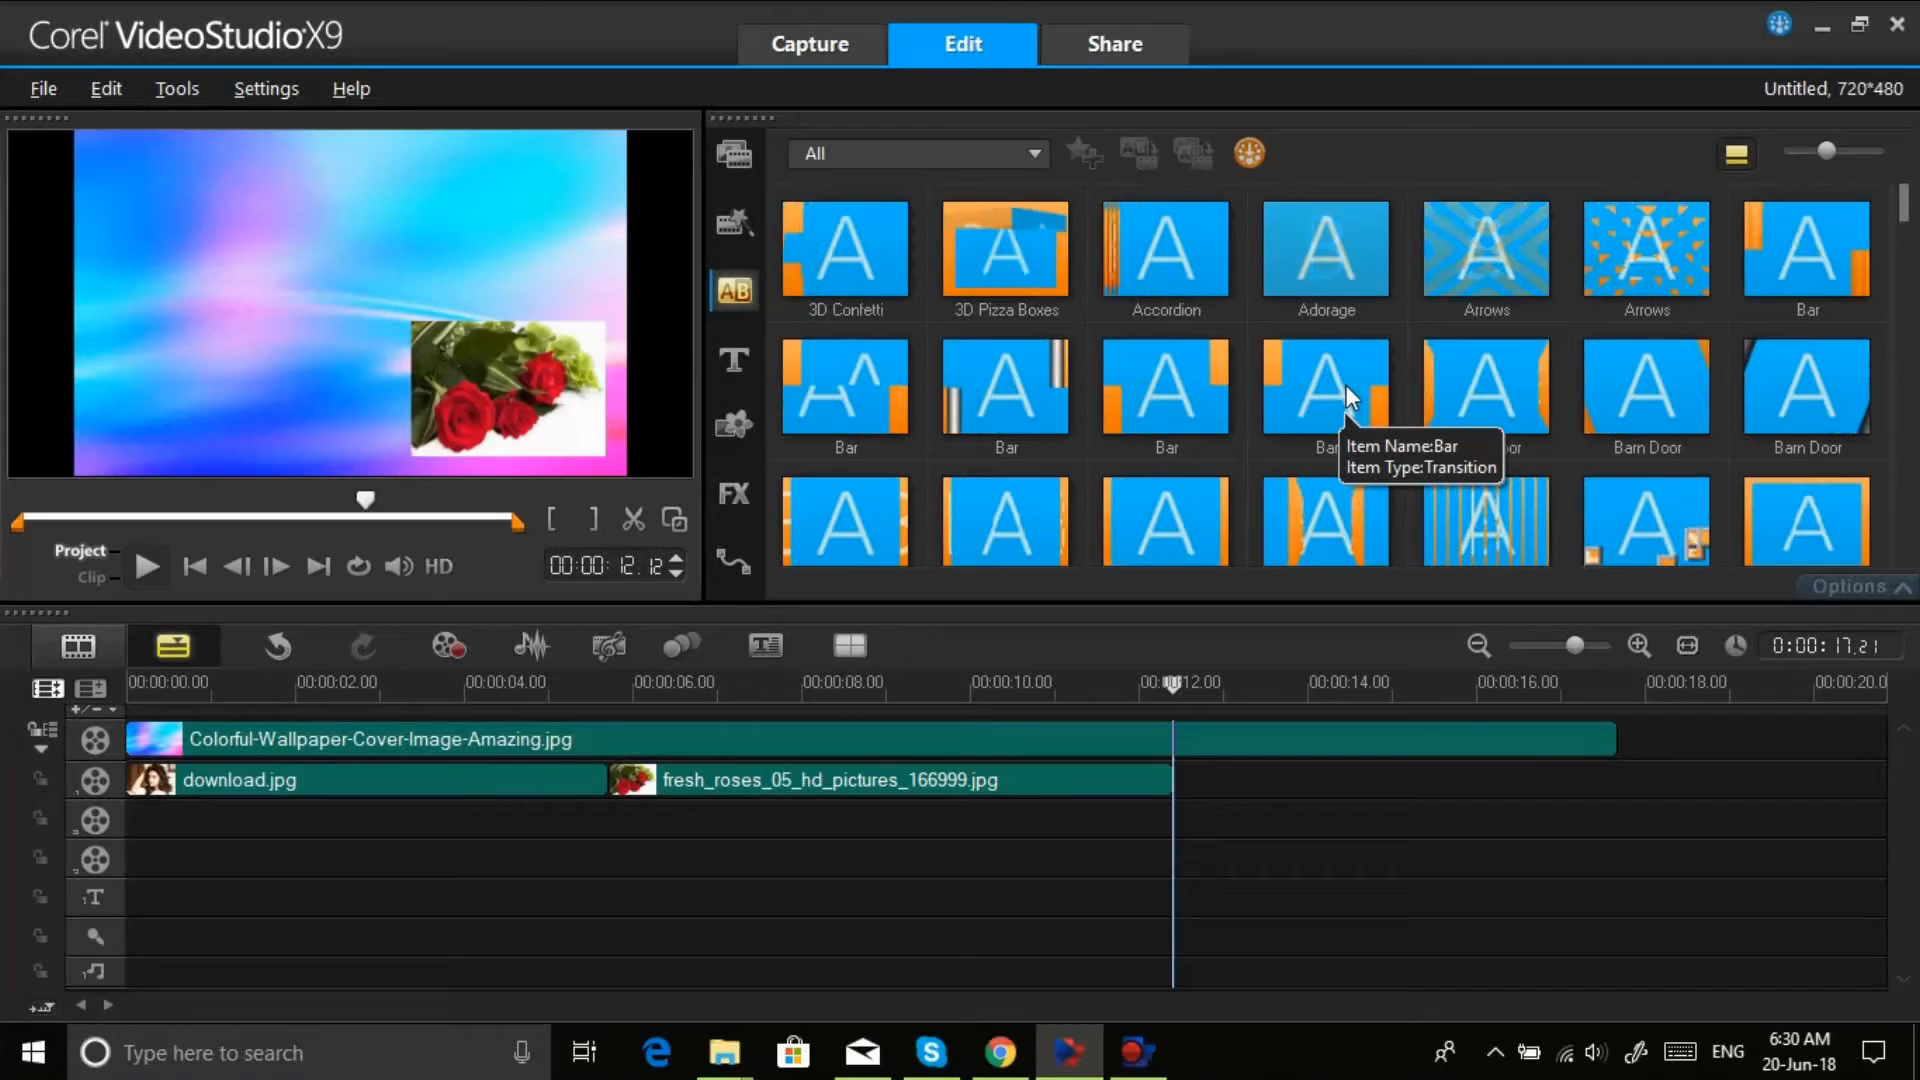 Corel VideoStudio X9
Capture
Edit
Share
File
Edit
Tools
Settings
Help
Untitled, 720*480
All
3D Confetti
3D Pizza Boxes
Accordion
Adorage
Arrows
Arrows
Bar
Bar
Bar
Bar
Bar
Barn Door
Barn Door
Item Name:Bar
Item Type:Transition
AB
T
FX
Project
Clip
HD
00:00:12.12
Options
0:00:17.21
00:00:00.00
00:00:02.00
00:00:04.00
00:00:06.00
00:00:08.00
00:00:10.00
00:00:12.00
00:00:14.00
00:00:16.00
00:00:18.00
00:00:20.0
Colorful-Wallpaper-Cover-Image-Amazing.jpg
download.jpg
fresh_roses_05_hd_pictures_166999.jpg
Type here to search
ENG
6:30 AM
20-Jun-18